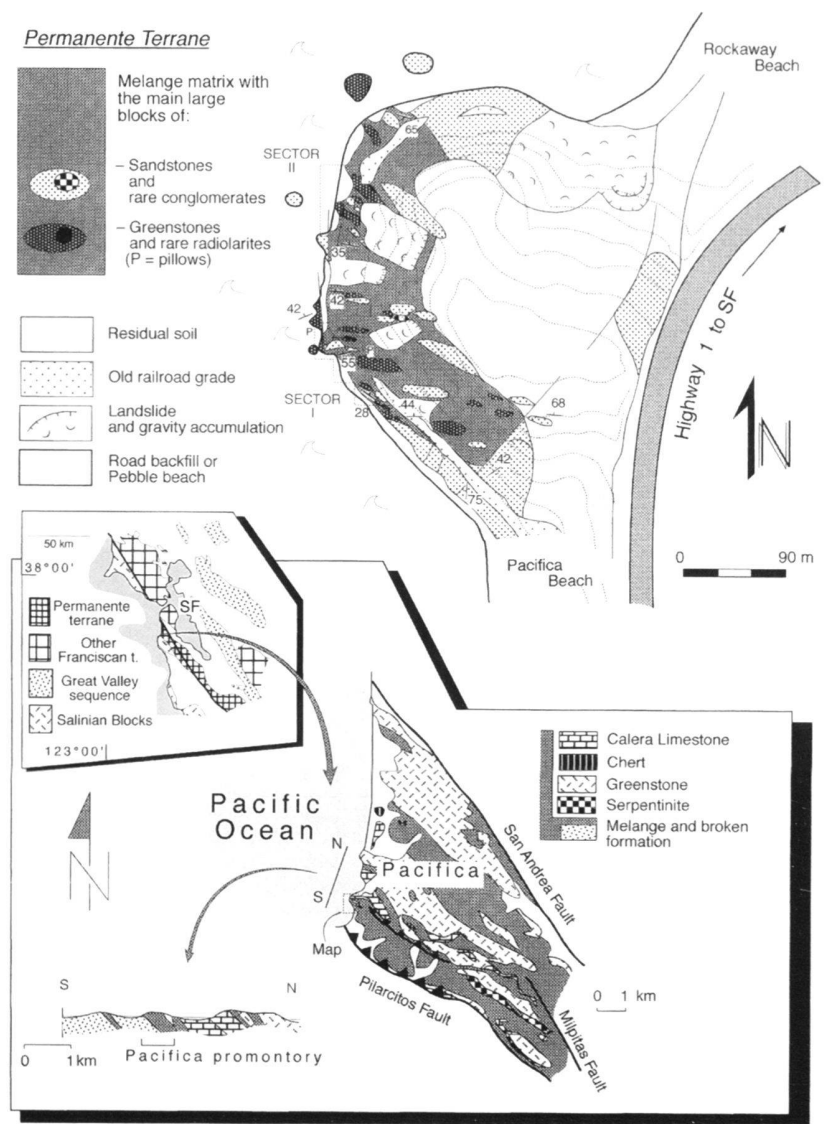 Permanente Terrane
Melange matrix with
the main large
blocks of:
– Sandstones
and
rare conglomerates
– Greenstones
and rare radiolarites
(P = pillows)
Residual soil
Old railroad grade
Landslide
and gravity accumulation
Road backfill or
Pebble beach
Rockaway
Beach
SECTOR
II
65
35
42
42
P
55
SECTOR
I
28
44
68
42
75
Highway 1 to SF
N
Pacifica
Beach
0 90 m
50 km
38°00'
SF
Permanente
terrane
Other
Franciscan t.
Great Valley
sequence
Salinian Blocks
123°00'
N
Pacific
Ocean
N
S
Pacifica
Map
San Andrea Fault
Pilarcitos Fault
Milpitas Fault
0 1 km
Calera Limestone
Chert
Greenstone
Serpentinite
Melange and broken
formation
S N
0 1km
Pacifica promontory